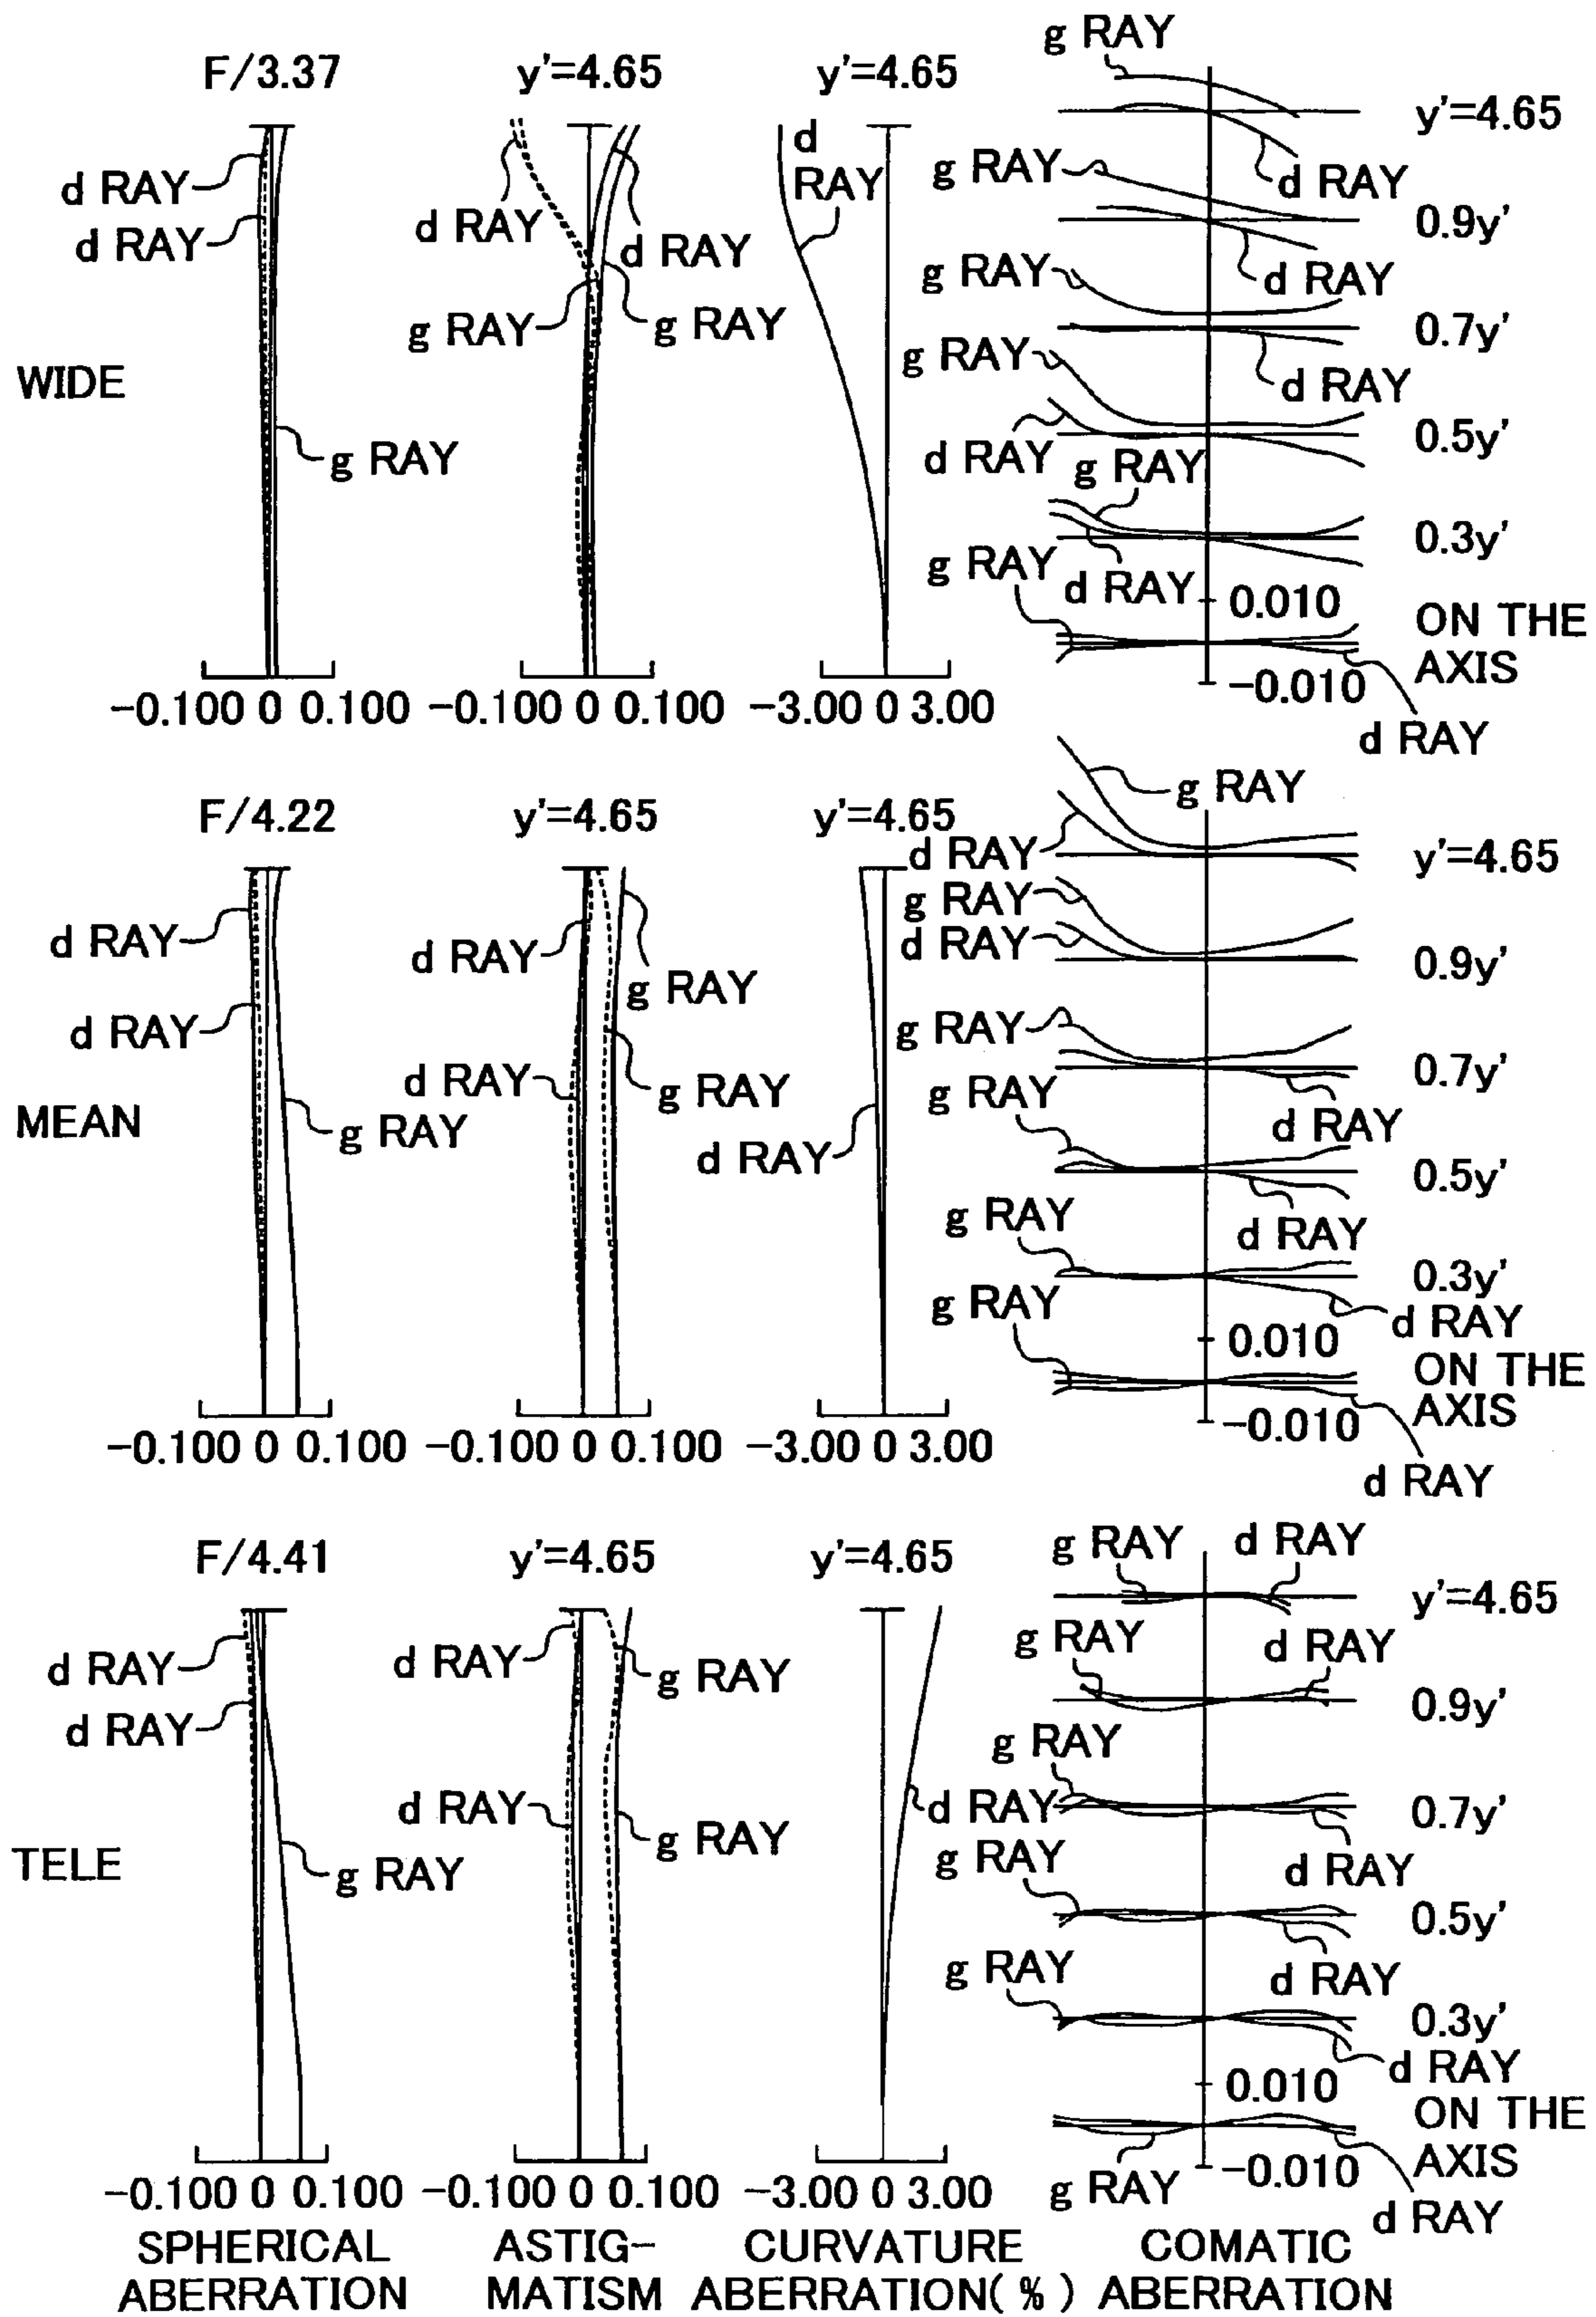 g RAY
F/3.37 y'=4.65 y'=4.65
y'=4.65
d RAY
d RAY
d RAY
d RAY
g RAY
d RAY
0.9y'
d RAY
d RAY
d RAY
g RAY
g RAY
g RAY
0.7y'
WIDE
g RAY
d RAY
0.5y'
g RAY
d RAY
g RAY
0.3y'
g RAY
d RAY
0.010
ON THE
AXIS
-0.010
-0.100 0 0.100 -0.100 0 0.100 -3.00 0 3.00
d RAY
g RAY
F/4.22 y'=4.65 y'=4.65
d RAY
y'=4.65
g RAY
d RAY
d RAY
d RAY
0.9y'
g RAY
d RAY
g RAY
0.7y'
d RAY
g RAY
g RAY
MEAN
g RAY
d RAY
d RAY
0.5y'
g RAY
d RAY
0.3y'
g RAY
d RAY
0.010
ON THE
AXIS
-0.010
-0.100 0 0.100 -0.100 0 0.100 -3.00 0 3.00
d RAY
F/4.41 y'=4.65 y'=4.65
g RAY d RAY
y'=4.65
g RAY
d RAY
d RAY
d RAY
g RAY
0.9y'
d RAY
g RAY
d RAY
d RAY
0.7y'
g RAY
TELE
g RAY
g RAY
d RAY
0.5y'
g RAY
d RAY
0.3y'
d RAY
0.010
ON THE
AXIS
-0.010
g RAY
-0.100 0 0.100 -0.100 0 0.100 -3.00 0 3.00
d RAY
SPHERICAL ASTIG- CURVATURE COMATIC
ABERRATION MATISM ABERRATION(%) ABERRATION